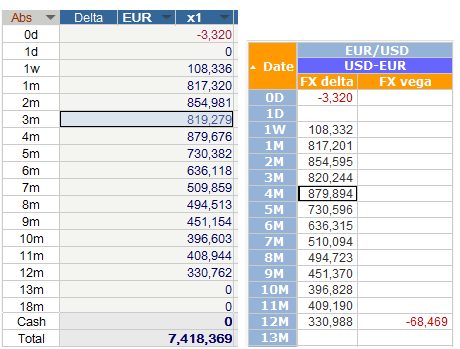 Abs Delta EUR x1
0d -3,320
1d 0
1w 108,336
1m 817,320
2m 854,981
3m 819,279
4m 879,676
5m 730,382
6m 636,118
7m 509,859
8m 494,513
9m 451,154
10m 396,603
11m 408,944
12m 330,762
13m 0
18m 0
Cash 0
Total 7,418,369
EUR/USD
USD-EUR
Date FX delta FX vega
0D -3,320
1D
1W 108,332
1M 817,201
2M 854,595
3M 820,244
4M 879,894
5M 730,596
6M 636,315
7M 510,094
8M 494,723
9M 451,370
10M 396,828
11M 409,190
12M 330,988 -68,469
13M